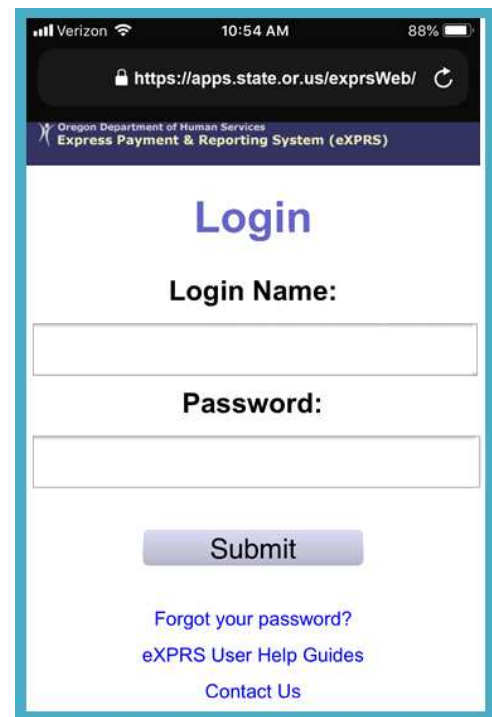 Verizon 10:54 AM 88%
https://apps.state.or.us/exprsWeb/
Oregon Department of Human Services
Express Payment & Reporting System (eXPRS)
Login
Login Name:
Password:
Submit
Forgot your password?
eXPRS User Help Guides
Contact Us